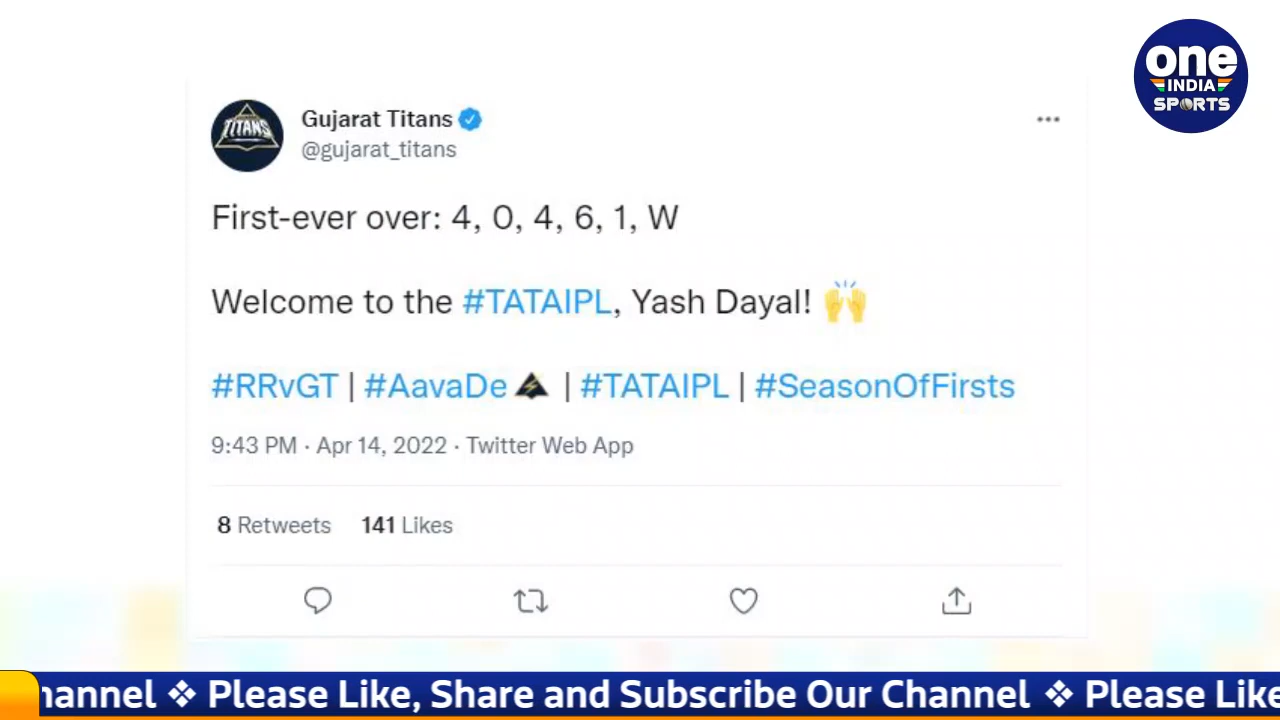 one
INDIA
SPORTS
TITANS
Gujarat Titans
@gujarat_titans
First-ever over: 4, 0, 4, 6, 1, W
Welcome to the #TATAIPL, Yash Dayal! 🙌
#RRvGT | #AavaDe | #TATAIPL | #SeasonOfFirsts
9:43 PM · Apr 14, 2022 · Twitter Web App
8 Retweets 141 Likes
hannel ❖ Please Like, Share and Subscribe Our Channel ❖ Please Like